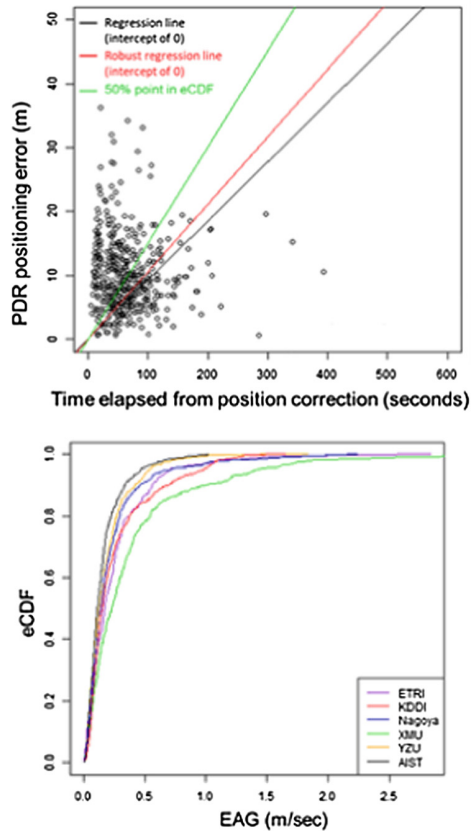 50
40
30
20
10
0
PDR positioning error (m)
Regression line
(intercept of 0)
Robust regression line
(intercept of 0)
50% point in eCDF
0 100 200 300 400 500 600
Time elapsed from position correction (seconds)
1.0
0.8
0.6
0.4
0.2
0.0
eCDF
ETRI
KDDI
Nagoya
XMU
YZU
AIST
0.0 0.5 1.0 1.5 2.0 2.5
EAG (m/sec)